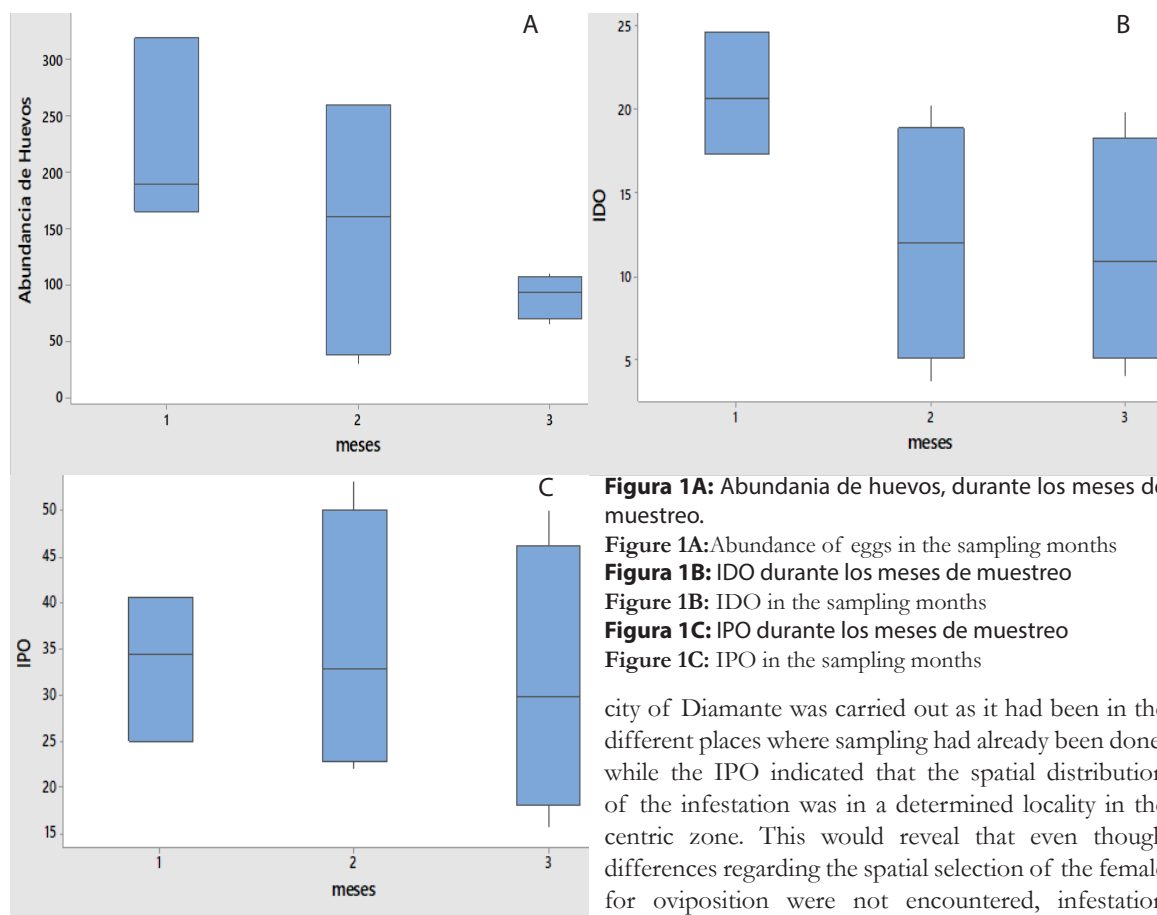 A
Abundancia de Huevos
300
250
200
150
100
50
0
1
2
3
meses
B
IDO
25
20
15
10
5
1
2
3
meses
C
IPO
50
45
40
35
30
25
20
15
1
2
3
meses
Figura 1A: Abundania de huevos, durante los meses de
muestreo.
Figure 1A:Abundance of eggs in the sampling months
Figura 1B: IDO durante los meses de muestreo
Figure 1B: IDO in the sampling months
Figura 1C: IPO durante los meses de muestreo
Figure 1C: IPO in the sampling months
city of Diamante was carried out as it had been in the
different places where sampling had already been done
while the IPO indicated that the spatial distribution
of the infestation was in a determined locality in the
centric zone. This would reveal that even though
differences regarding the spatial selection of the female
for oviposition were not encountered, infestation